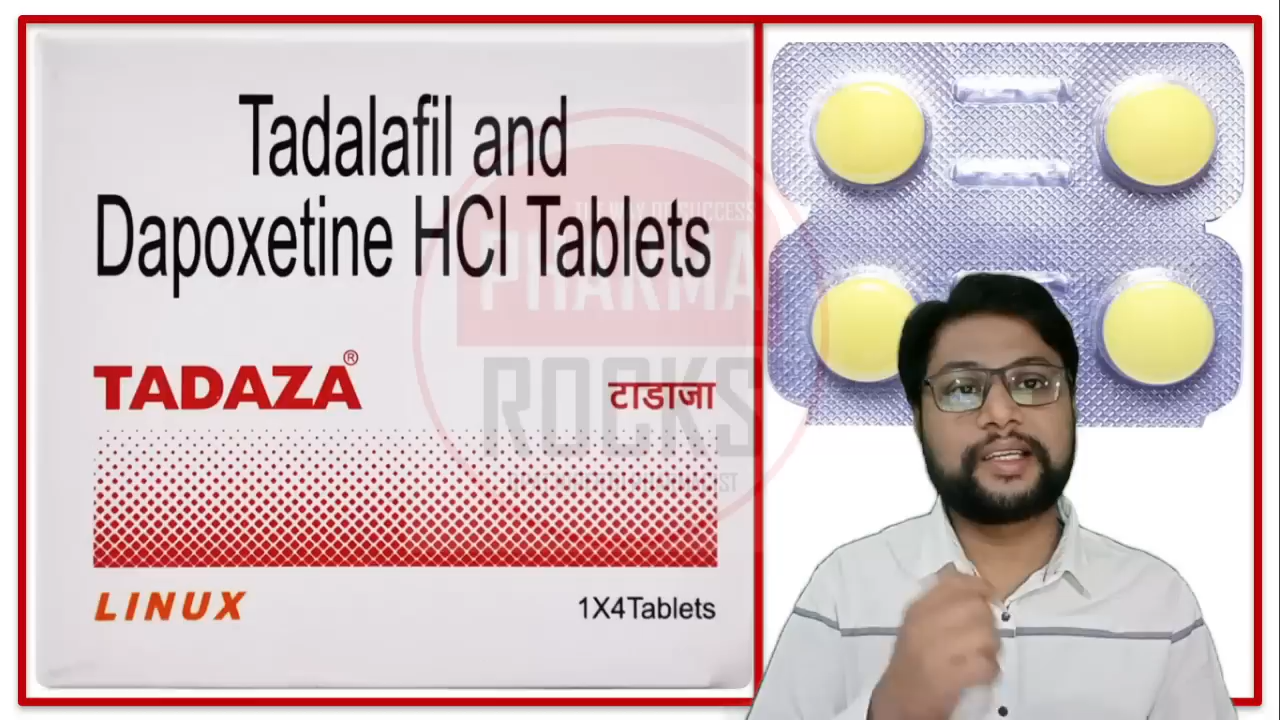 Tadalafil and
Dapoxetine HCl Tablets
TADAZA®
टाडाजा
LINUX
1X4Tablets
PHARMA
ROCKS